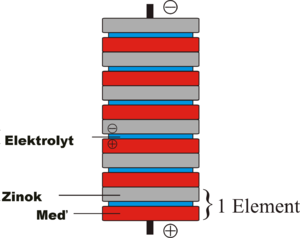 ⊖
⊖
Elektrolyt
⊕
Zinok
1 Element
Meď
⊕